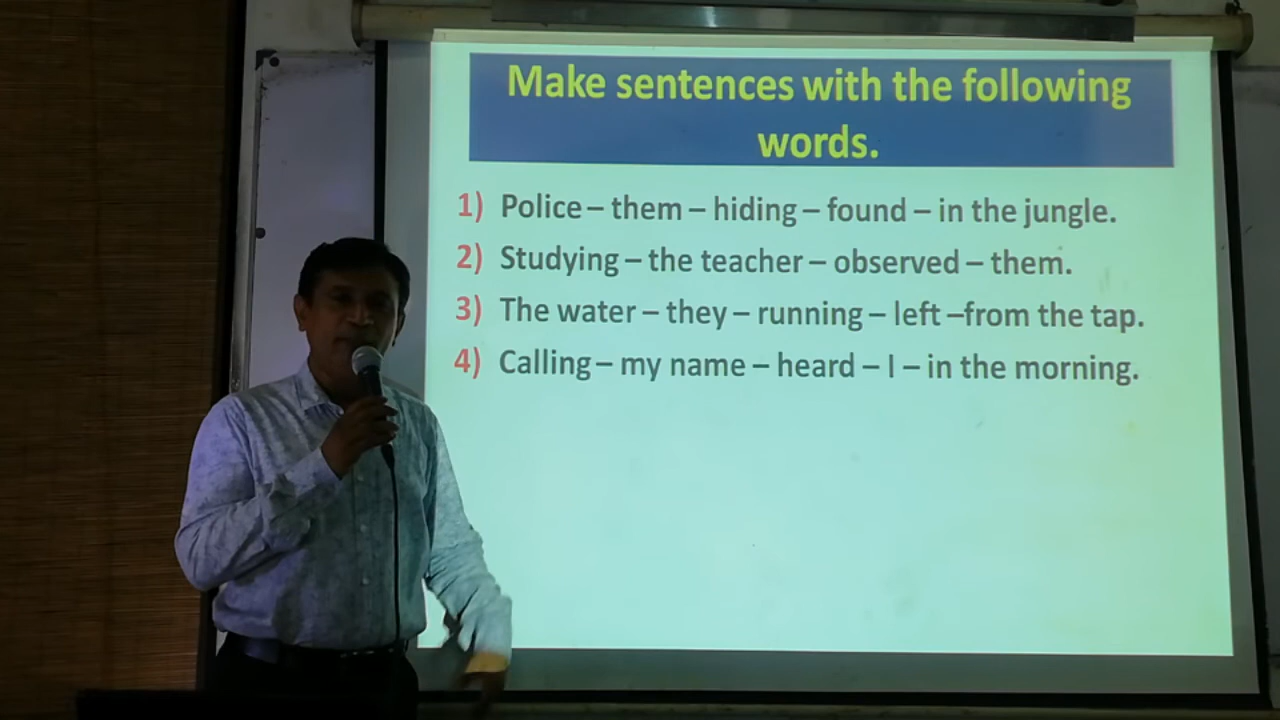 Make sentences with the following
words.
1) Police – them – hiding – found – in the jungle.
2) Studying – the teacher – observed – them.
3) The water – they – running – left –from the tap.
4) Calling – my name – heard – I – in the morning.